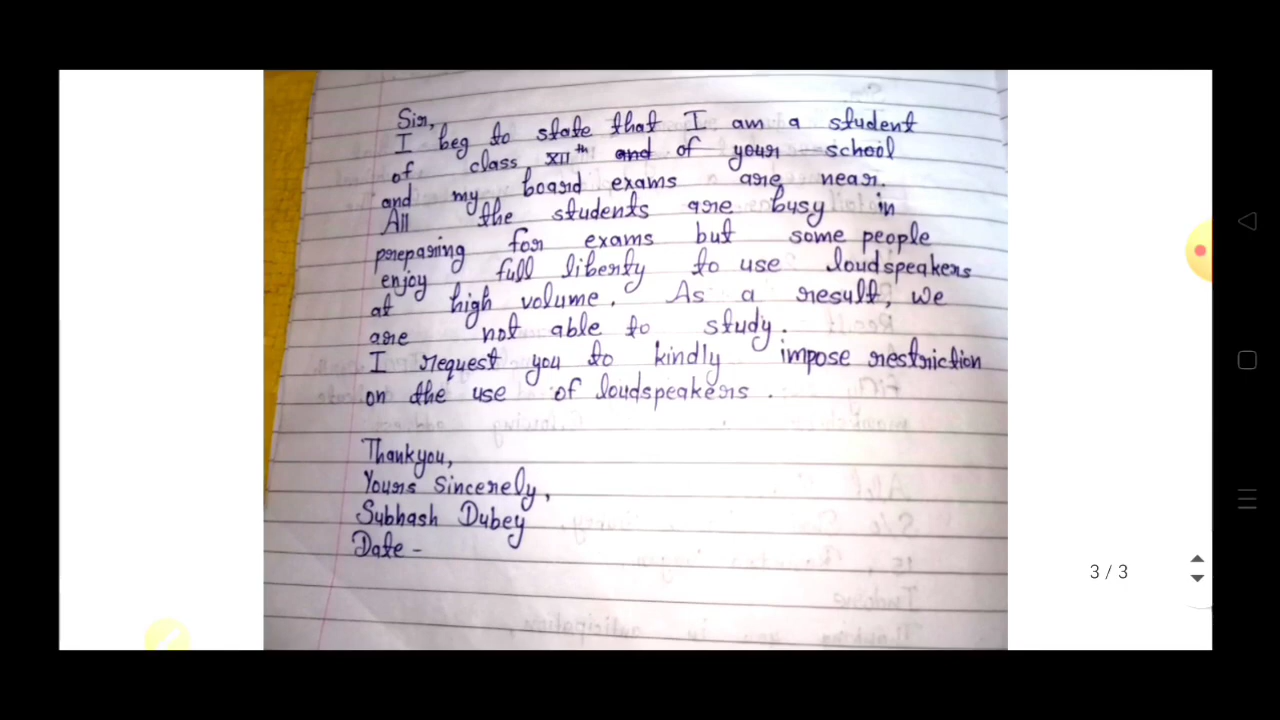 Sir,
I beg to state that I am a student
of class XIIth and of your school
and my board exams are near.
All the students are busy in
preparing for exams but some people
enjoy full liberty to use loudspeakers
at high volume. As a result, we
are not able to study.
I request you to kindly impose restriction
on the use of loudspeakers.
Thankyou,
Yours Sincerely,
Subhash Dubey
Date -
3 / 3